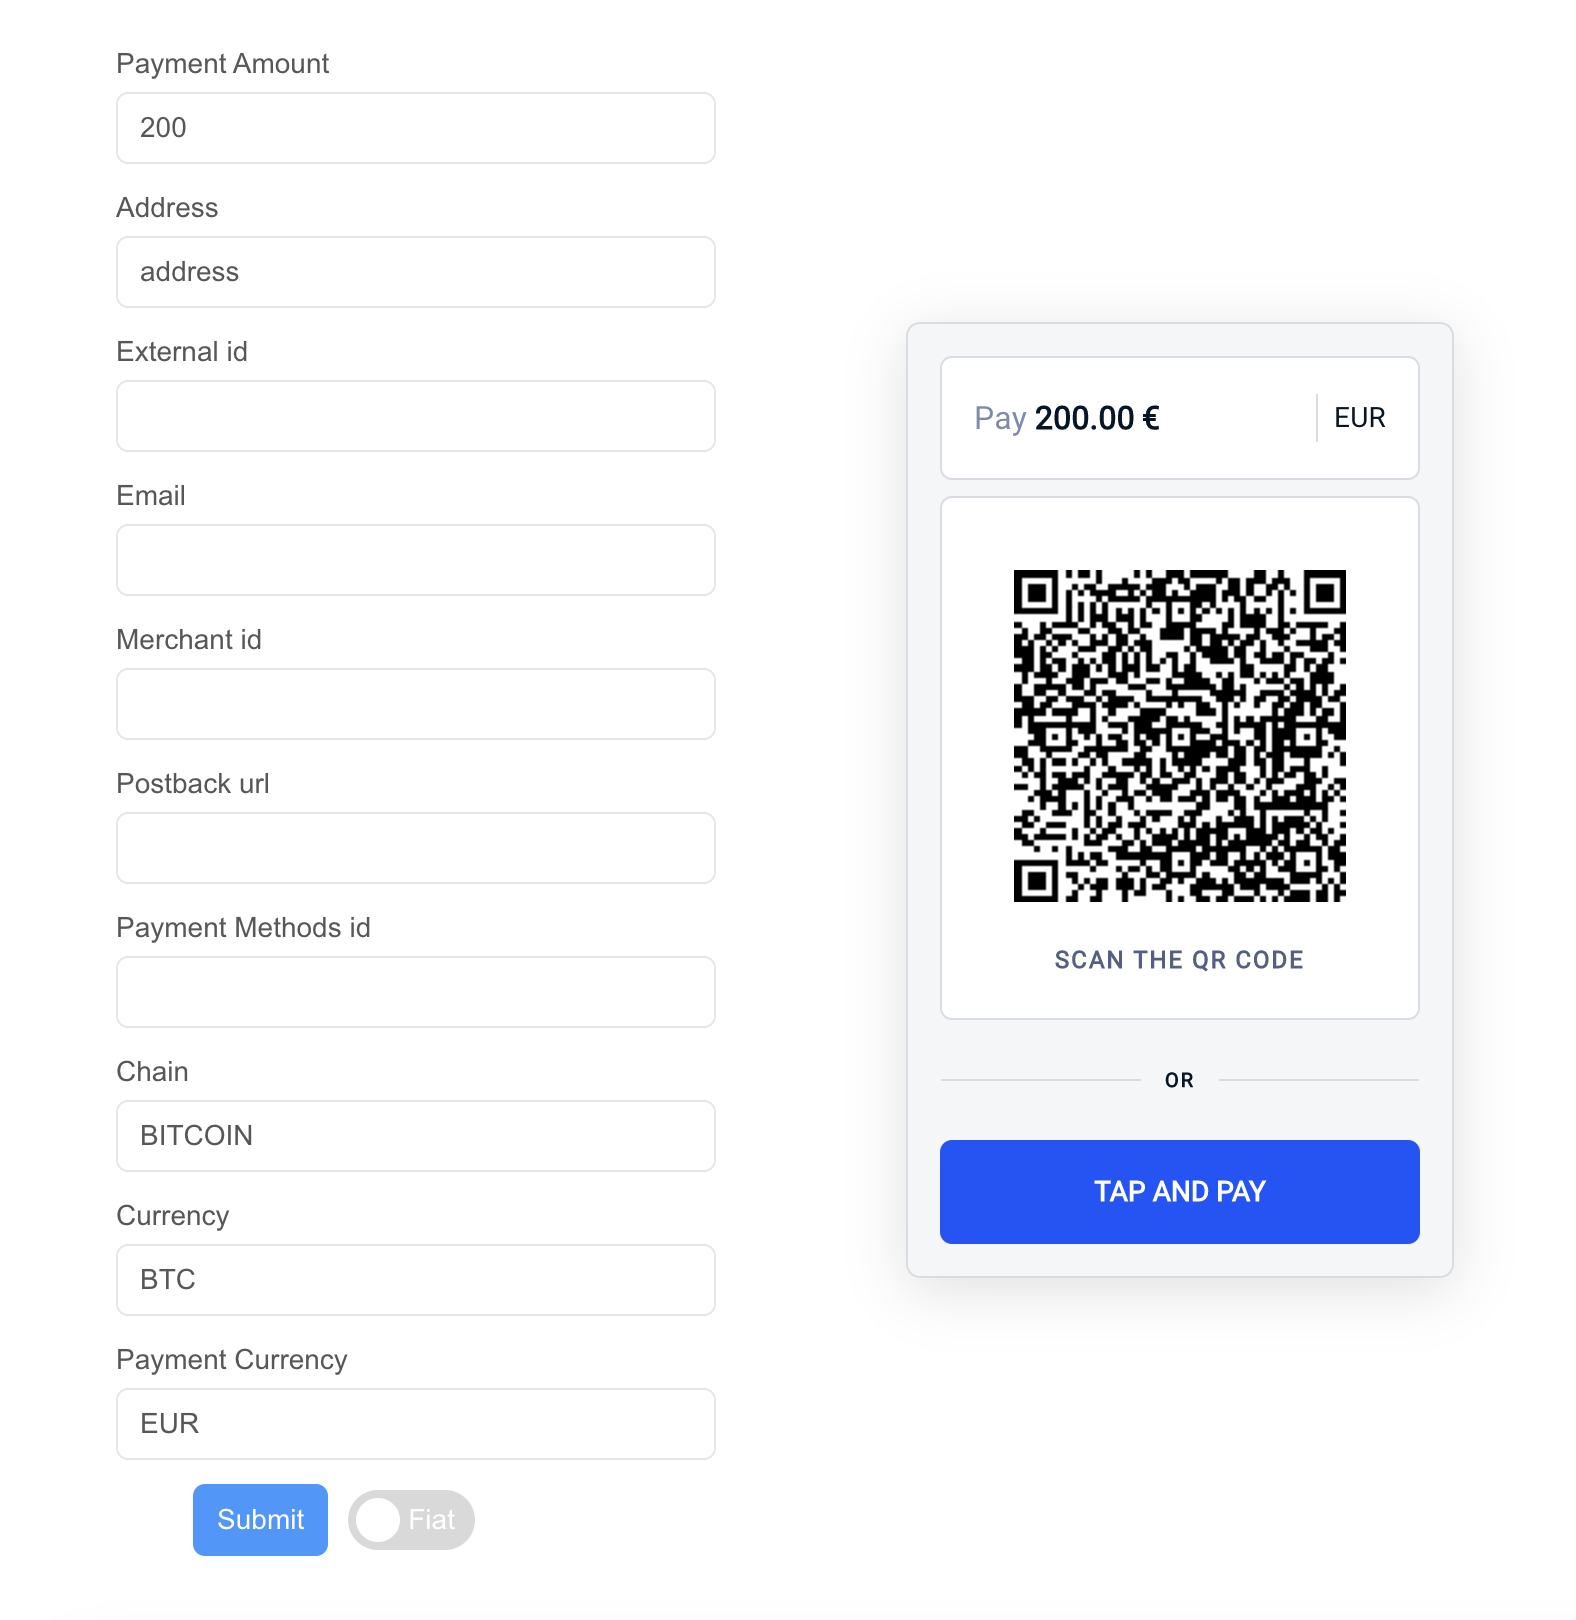 Payment Amount
200
Address
address
External id
Email
Merchant id
Postback url
Payment Methods id
Chain
BITCOIN
Currency
BTC
Payment Currency
EUR
Submit
Fiat
Pay 200.00 €
EUR
SCAN THE QR CODE
OR
TAP AND PAY